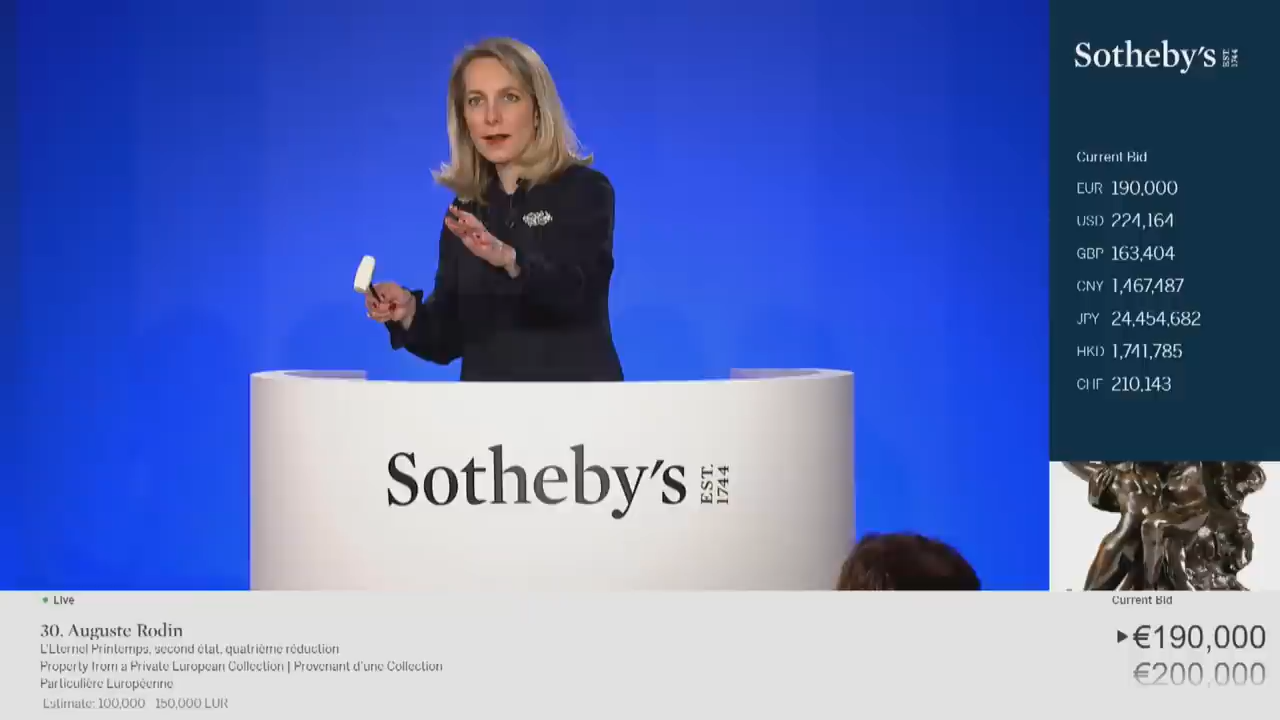 Sotheby's EST. 1744
Current Bid
EUR 190,000
USD 224,164
GBP 163,404
CNY 1,467,487
JPY 24,454,682
HKD 1,741,785
CHF 210,143
Sotheby's EST. 1744
Live
30. Auguste Rodin
L'Eternel Printemps, second état, quatrième réduction
Property from a Private European Collection | Provenant d'une Collection
Particulière Européenne
Estimate: 100,000 - 150,000 EUR
Current Bid
€190,000
€200,000